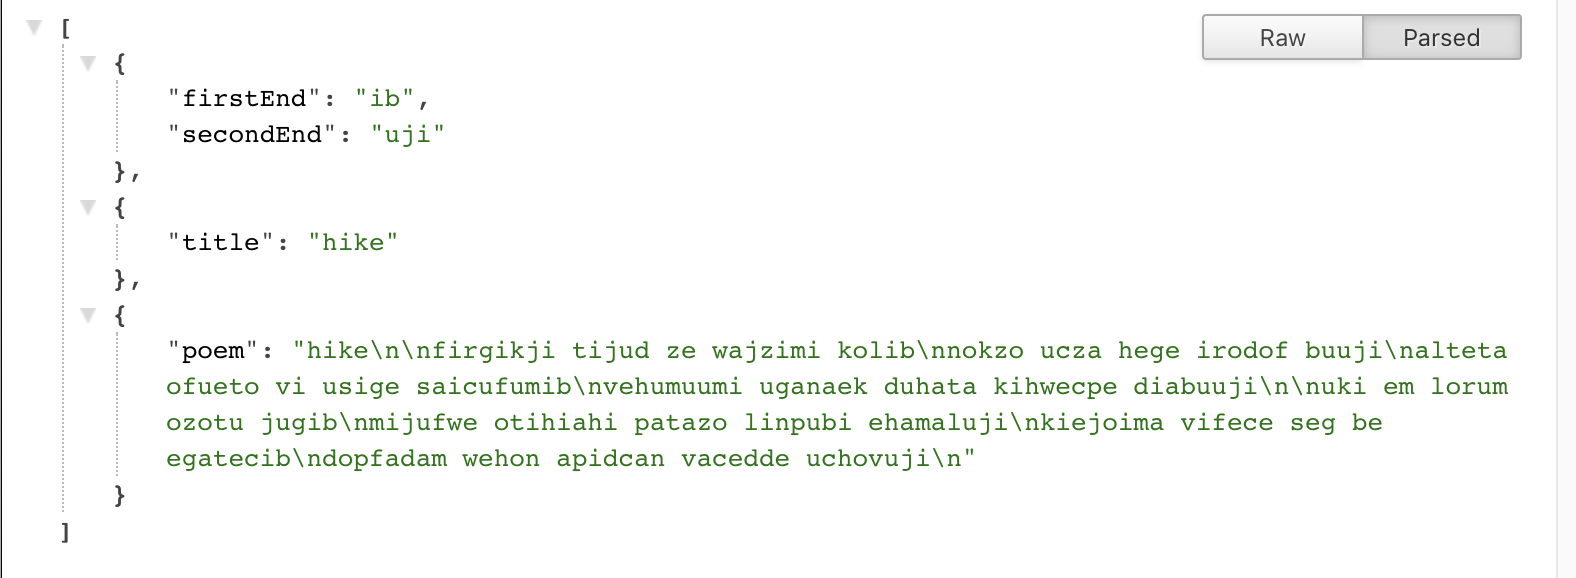 [
Raw Parsed
{
"firstEnd": "ib",
"secondEnd": "uji"
},
{
"title": "hike"
},
{
"poem": "hike\n\nfirgikji tijud ze wajzimi kolib\nnokzo ucza hege irodof buuji\nalteta
ofueto vi usige saicufumib\nvehumuumi uganaek duhata kihwecpe diabuuji\n\nuki em lorum
ozotu jugib\nmijufwe otihiahi patazo linpubi ehamaluji\nkiejoima vifece seg be
egatecib\ndopfadam wehon apidcan vacedde uchovuji\n"
}
]